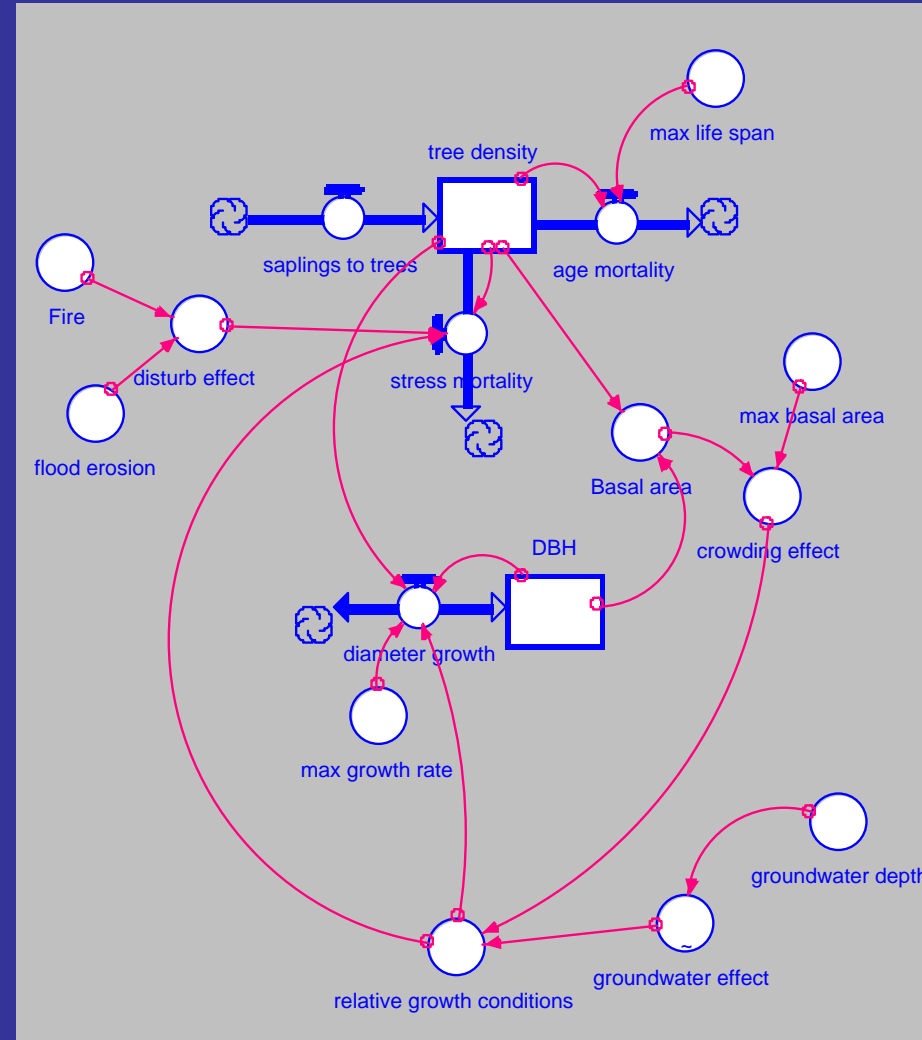 max life span
tree density
saplings to trees
age mortality
Fire
disturb effect
stress mortality
max basal area
flood erosion
Basal area
crowding effect
DBH
diameter growth
max growth rate
groundwater depth
~
groundwater effect
relative growth conditions